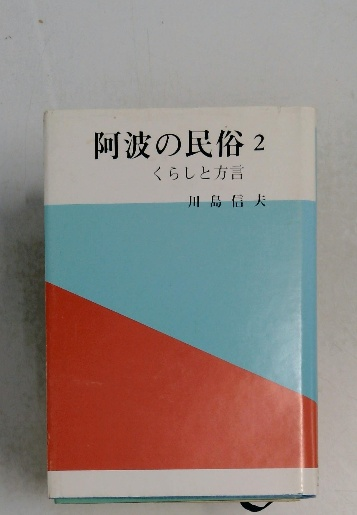 阿波の民俗 2
くらしと方言
川島信夫